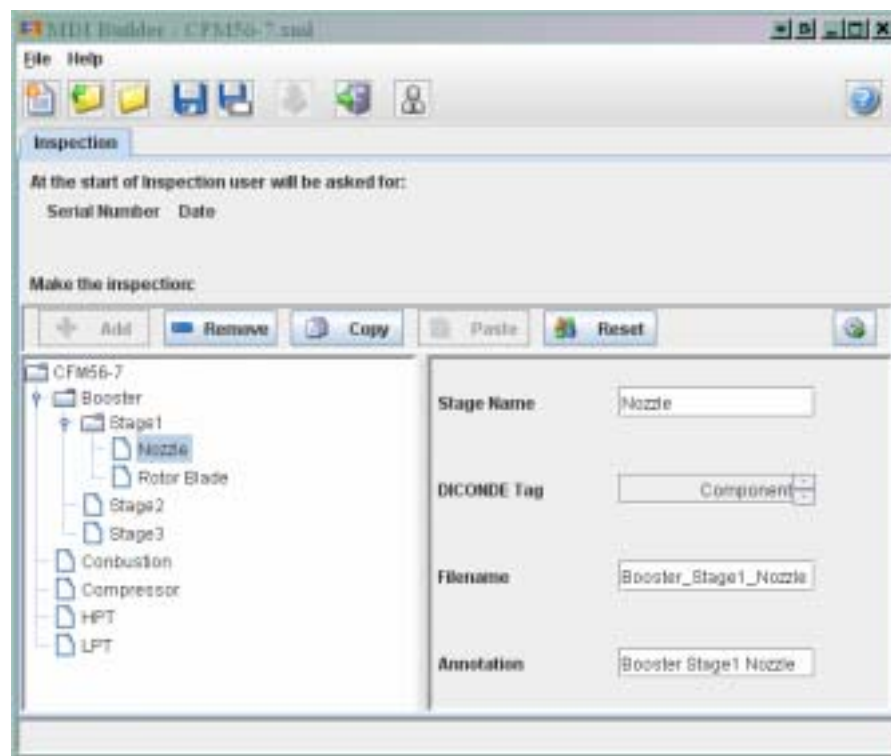 MDI Builder - CFM56-7.xml
File Help
Inspection
At the start of Inspection user will be asked for:
Serial Number Date
Make the inspection:
Add Remove Copy Paste Reset
CFM56-7
Booster
Stage1
Nozzle
Rotor Blade
Stage2
Stage3
Conbustion
Compressor
HPT
LPT
Stage Name Nozzle
DICONDE Tag Component
Filename Booster_Stage1_Nozzle
Annotation Booster Stage1 Nozzle